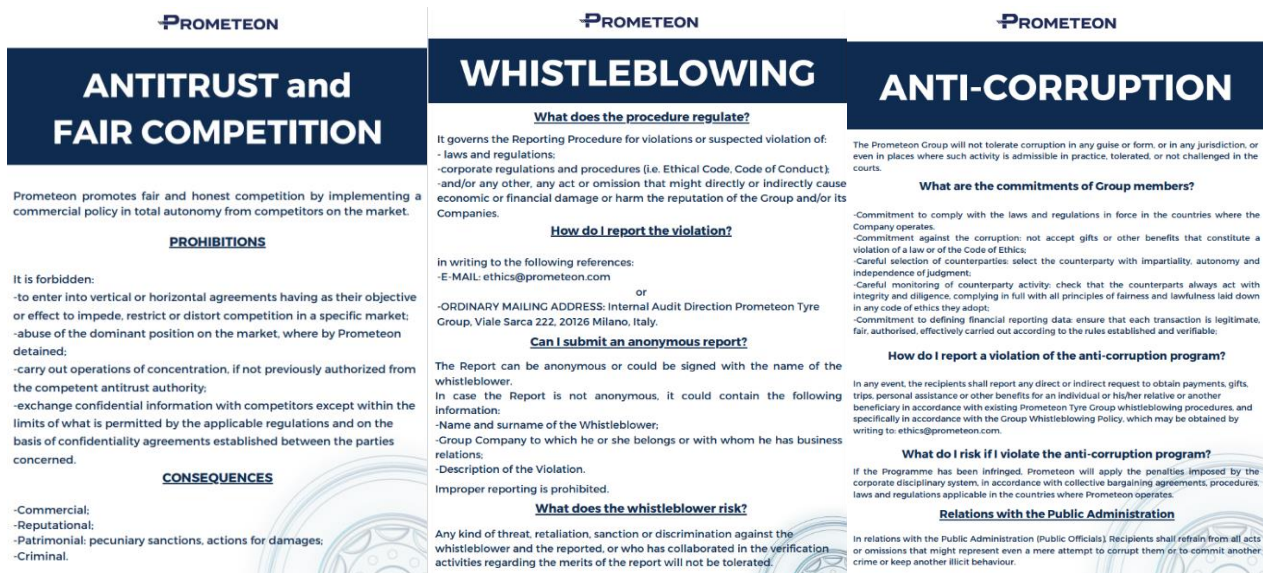 PROMETEON
ANTITRUST and
FAIR COMPETITION
Prometeon promotes fair and honest competition by implementing a
commercial policy in total autonomy from competitors on the market.
PROHIBITIONS
It is forbidden:
-to enter into vertical or horizontal agreements having as their objective
or effect to impede, restrict or distort competition in a specific market;
-abuse of the dominant position on the market, where by Prometeon
detained;
-carry out operations of concentration, if not previously authorized from
the competent antitrust authority;
-exchange confidential information with competitors except within the
limits of what is permitted by the applicable regulations and on the
basis of confidentiality agreements established between the parties
concerned.
CONSEQUENCES
-Commercial;
-Reputational;
-Patrimonial: pecuniary sanctions, actions for damages;
-Criminal.
PROMETEON
WHISTLEBLOWING
What does the procedure regulate?
It governs the Reporting Procedure for violations or suspected violation of:
- laws and regulations;
-corporate regulations and procedures (i.e. Ethical Code, Code of Conduct);
-and/or any other, any act or omission that might directly or indirectly cause
economic or financial damage or harm the reputation of the Group and/or its
Companies.
How do I report the violation?
in writing to the following references:
-E-MAIL: ethics@prometeon.com
or
-ORDINARY MAILING ADDRESS: Internal Audit Direction Prometeon Tyre
Group, Viale Sarca 222, 20126 Milano, Italy.
Can I submit an anonymous report?
The Report can be anonymous or could be signed with the name of the
whistleblower.
In case the Report is not anonymous, it could contain the following
information:
-Name and surname of the Whistleblower;
-Group Company to which he or she belongs or with whom he has business
relations;
-Description of the Violation.
Improper reporting is prohibited.
What does the whistleblower risk?
Any kind of threat, retaliation, sanction or discrimination against the
whistleblower and the reported, or who has collaborated in the verification
activities regarding the merits of the report will not be tolerated.
PROMETEON
ANTI-CORRUPTION
The Prometeon Group will not tolerate corruption in any guise or form, or in any jurisdiction, or
even in places where such activity is admissible in practice, tolerated, or not challenged in the
courts.
What are the commitments of Group members?
-Commitment to comply with the laws and regulations in force in the countries where the
Company operates.
-Commitment against the corruption: not accept gifts or other benefits that constitute a
violation of a law or of the Code of Ethics;
-Careful selection of counterparties: select the counterparty with impartiality, autonomy and
independence of judgment;
-Careful monitoring of counterparty activity: check that the counterparts always act with
integrity and diligence, complying in full with all principles of fairness and lawfulness laid down
in any code of ethics they adopt;
-Commitment to defining financial reporting data: ensure that each transaction is legitimate,
fair, authorised, effectively carried out according to the rules established and verifiable;
How do I report a violation of the anti-corruption program?
In any event, the recipients shall report any direct or indirect request to obtain payments, gifts,
trips, personal assistance or other benefits for an individual or his/her relative or another
beneficiary in accordance with existing Prometeon Tyre Group whistleblowing procedures, and
specifically in accordance with the Group Whistleblowing Policy, which may be obtained by
writing to: ethics@prometeon.com.
What do I risk if I violate the anti-corruption program?
If the Programme has been infringed, Prometeon will apply the penalties imposed by the
corporate disciplinary system, in accordance with collective bargaining agreements, procedures,
laws and regulations applicable in the countries where Prometeon operates.
Relations with the Public Administration
In relations with the Public Administration (Public Officials), Recipients shall refrain from all acts
or omissions that might represent even a mere attempt to corrupt them or to commit another
crime or keep another illicit behaviour.